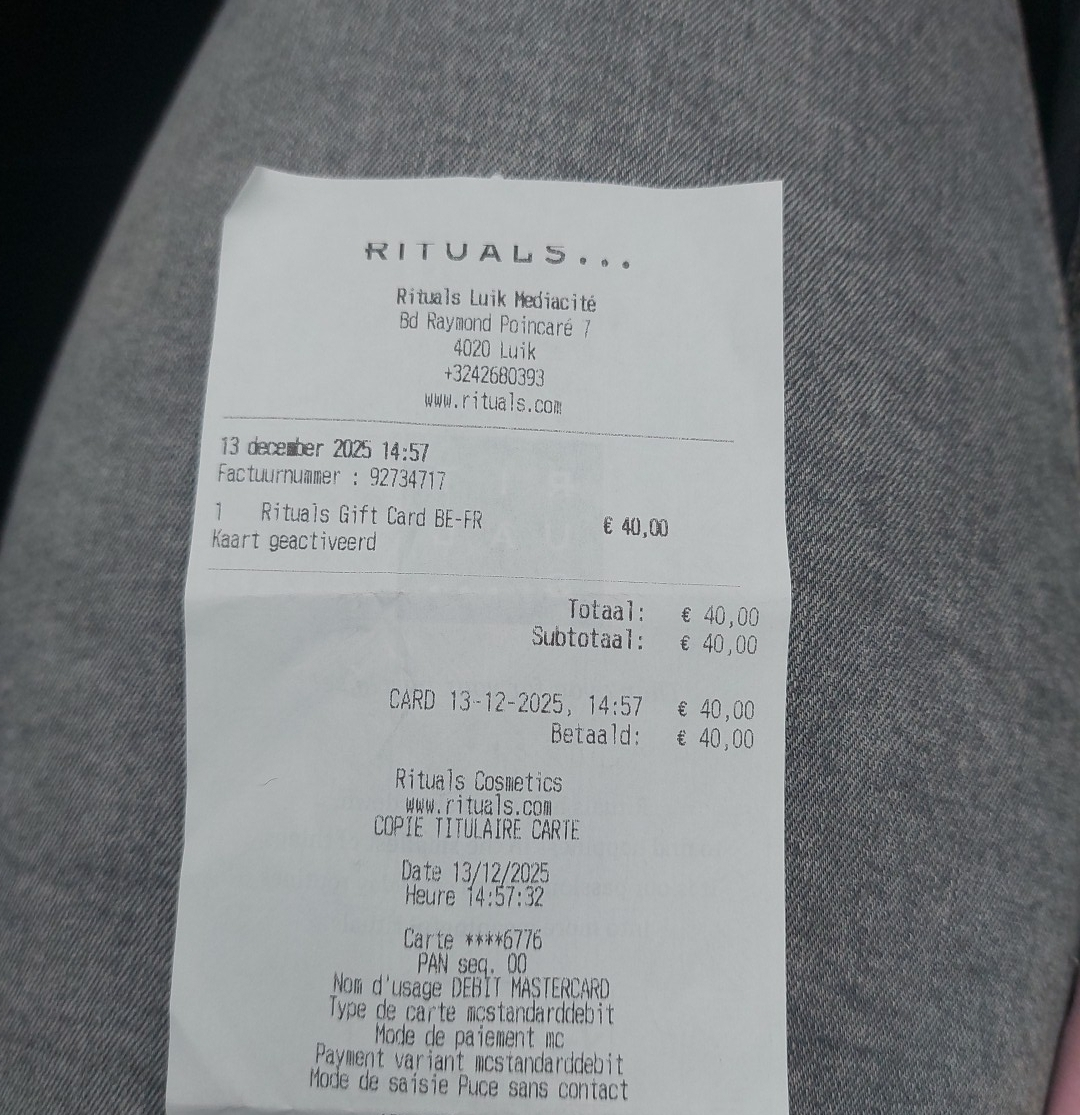 RITUALS...
Rituals Luik Mediacité
Bd Raymond Poincaré 7
4020 Luik
+3242680393
www.rituals.com
13 december 2025 14:57
Factuurnummer : 92734717
1 Rituals Gift Card BE-FR € 40,00
Kaart geactiveerd
Totaal: € 40,00
Subtotaal: € 40,00
CARD 13-12-2025, 14:57 € 40,00
Betaald: € 40,00
Rituals Cosmetics
www.rituals.com
COPIE TITULAIRE CARTE
Date 13/12/2025
Heure 14:57:32
Carte ****6776
PAN seq. 00
Nom d'usage DEBIT MASTERCARD
Type de carte mcstandarddebit
Mode de paiement mc
Payment variant mcstandarddebit
Mode de saisie Puce sans contact